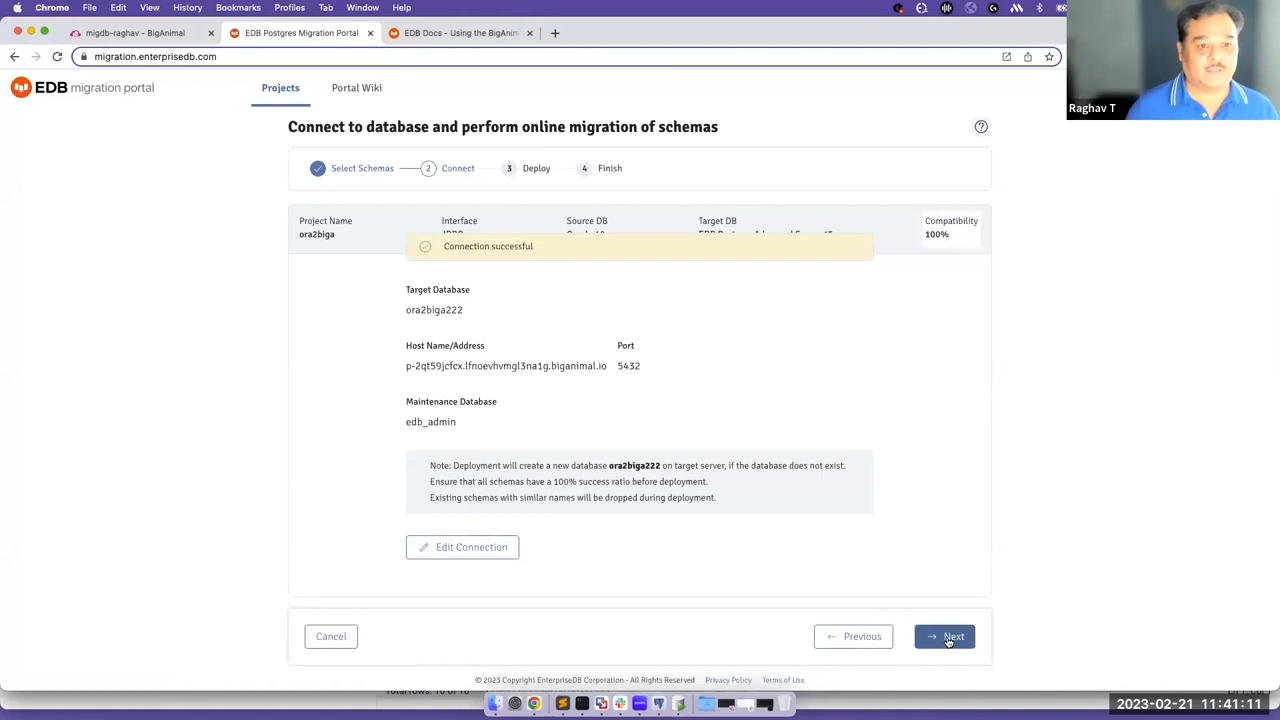 Chrome File Edit View History Bookmarks Profiles Tab Window Help
migdb-raghav - BigAnimal
EDB Postgres Migration Portal
EDB Docs - Using the BigAnim
migration.enterprisedb.com
EDB migration portal
Projects
Portal Wiki
Raghav T
Connect to database and perform online migration of schemas
Select Schemas
2 Connect
3 Deploy
4 Finish
Project Name
Interface
Source DB
Target DB
Compatibility
ora2biga
100%
Connection successful
Target Database
ora2biga222
Host Name/Address
Port
p-2qt59jcfcx.lfnoevhvmgl3na1g.biganimal.io
5432
Maintenance Database
edb_admin
Note: Deployment will create a new database ora2biga222 on target server, if the database does not exist.
Ensure that all schemas have a 100% success ratio before deployment.
Existing schemas with similar names will be dropped during deployment.
Edit Connection
Cancel
Previous
Next
© 2023 Copyright EnterpriseDB Corporation - All Rights Reserved
Privacy Policy
Terms of Use
2023-02-21 11:41:11